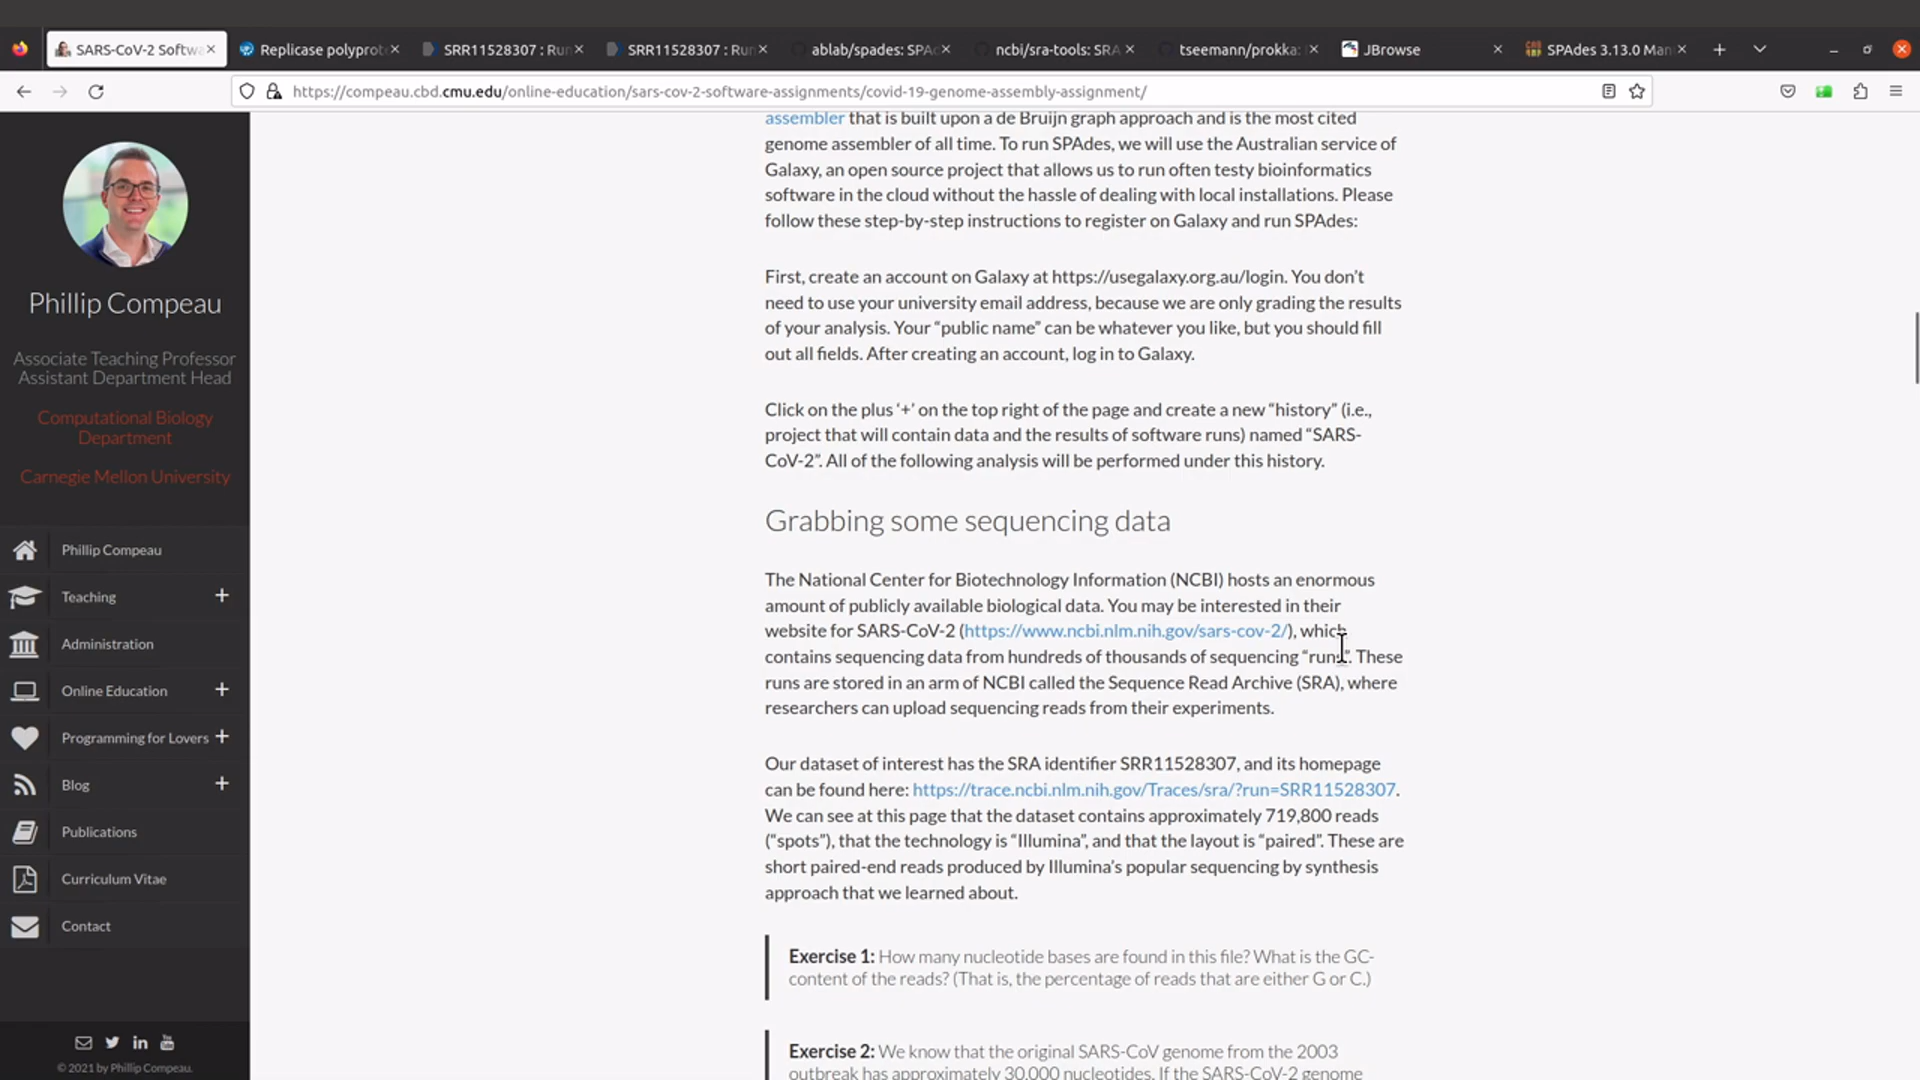 SARS-CoV-2 Softw
Replicase polyprot
SRR11528307 : Run
SRR11528307 : Run
ablab/spades: SPA
ncbi/sra-tools: SRA
tseemann/prokka:
JBrowse
SPAdes 3.13.0 Man
https://compeau.cbd.cmu.edu/online-education/sars-cov-2-software-assignments/covid-19-genome-assembly-assignment/
Phillip Compeau
Associate Teaching Professor
Assistant Department Head
Computational Biology
Department
Carnegie Mellon University
Phillip Compeau
Teaching
Administration
Online Education
Programming for Lovers
Blog
Publications
Curriculum Vitae
Contact
© 2021 by Phillip Compeau.
assembler that is built upon a de Bruijn graph approach and is the most cited
genome assembler of all time. To run SPAdes, we will use the Australian service of
Galaxy, an open source project that allows us to run often testy bioinformatics
software in the cloud without the hassle of dealing with local installations. Please
follow these step-by-step instructions to register on Galaxy and run SPAdes:
First, create an account on Galaxy at https://usegalaxy.org.au/login. You don’t
need to use your university email address, because we are only grading the results
of your analysis. Your “public name” can be whatever you like, but you should fill
out all fields. After creating an account, log in to Galaxy.
Click on the plus ‘+’ on the top right of the page and create a new “history” (i.e.,
project that will contain data and the results of software runs) named “SARS-
CoV-2”. All of the following analysis will be performed under this history.
Grabbing some sequencing data
The National Center for Biotechnology Information (NCBI) hosts an enormous
amount of publicly available biological data. You may be interested in their
website for SARS-CoV-2 (https://www.ncbi.nlm.nih.gov/sars-cov-2/), which
contains sequencing data from hundreds of thousands of sequencing “runs”. These
runs are stored in an arm of NCBI called the Sequence Read Archive (SRA), where
researchers can upload sequencing reads from their experiments.
Our dataset of interest has the SRA identifier SRR11528307, and its homepage
can be found here: https://trace.ncbi.nlm.nih.gov/Traces/sra/?run=SRR11528307.
We can see at this page that the dataset contains approximately 719,800 reads
(“spots”), that the technology is “Illumina”, and that the layout is “paired”. These are
short paired-end reads produced by Illumina’s popular sequencing by synthesis
approach that we learned about.
Exercise 1: How many nucleotide bases are found in this file? What is the GC-
content of the reads? (That is, the percentage of reads that are either G or C.)
Exercise 2: We know that the original SARS-CoV genome from the 2003
outbreak has approximately 30,000 nucleotides. If the SARS-CoV-2 genome